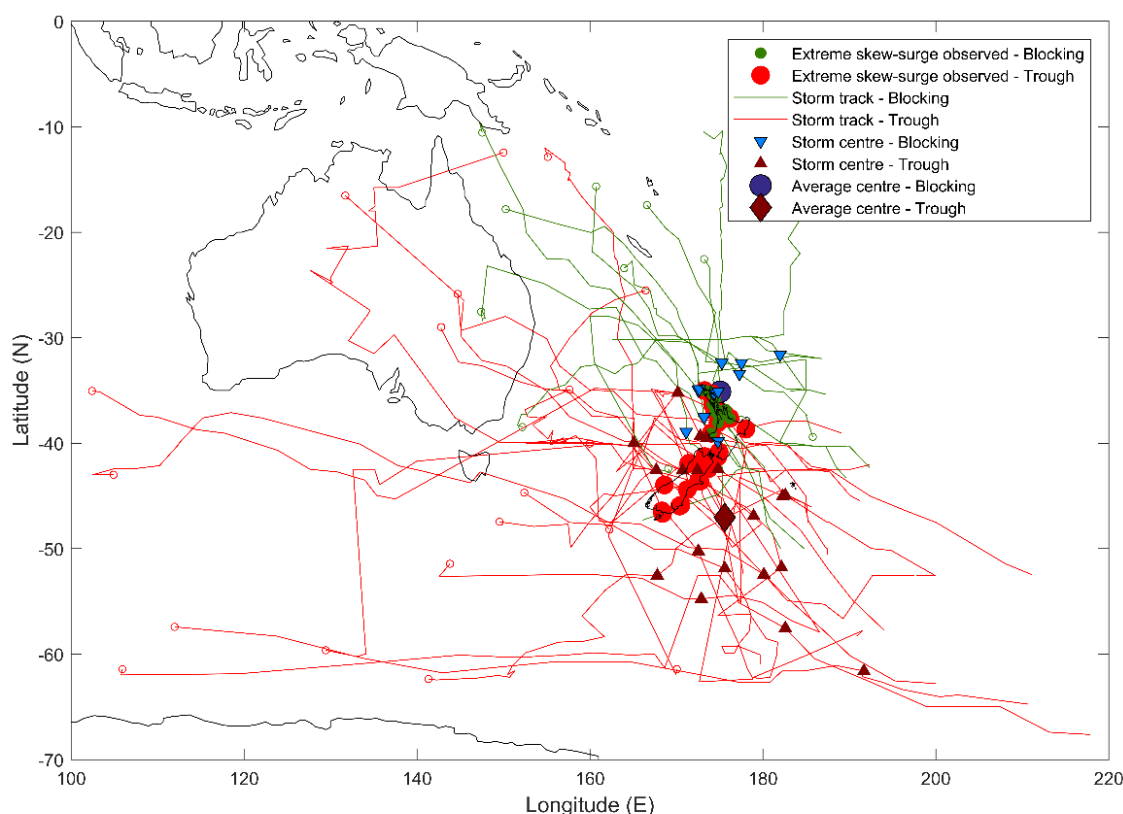 0
-10
-20
-30
-40
-50
-60
-70
Latitude (N)
100
120
140
160
180
200
220
Longitude (E)
Extreme skew-surge observed - Blocking
Extreme skew-surge observed - Trough
Storm track - Blocking
Storm track - Trough
Storm centre - Blocking
Storm centre - Trough
Average centre - Blocking
Average centre - Trough